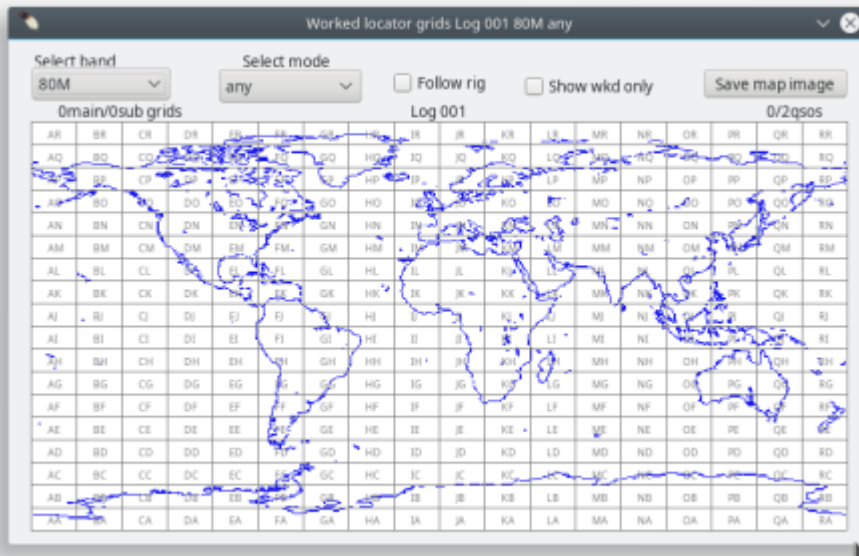 Worked locator grids Log 001 80M any
Select band Select mode
80M any Follow rig Show wkd only Save map image
0main/0sub grids Log 001 0/2qsos
AR BR CR DR ER FR GR HR IR JR KR LR MR NR OR PR QR RR
AQ BQ CQ DQ EQ FQ GQ HQ IQ JQ KQ LQ MQ NQ OQ PQ QQ RQ
BP CP DP EP FP GP HP IP JP KP LP MP NP OP PP QP RP
AO BO CO DO EO FO GO HO IO KO LO MO NO OO PO QO RO
AN BN CN DN EN FN GN HN IN JN KN LN MN NN ON PN QN RN
AM BM CM DM EM FM GM HM IM JM KM LM MM NM OM PM QM RM
AL BL CL DL EL FL GL HL IL JL KL LL ML NL OL PL QL RL
AK BK CK DK EK FK GK HK IK JK KK LK MK NK OK PK QK RK
AJ BJ CJ DJ EJ FJ GJ HJ IJ JJ KJ LJ MJ NJ OJ PJ QJ RJ
AI BI CI DI EI FI GI HI II JI KI LI MI NI OI PI QI RI
AH BH CH DH EH FH GH HH IH JH KH LH MH NH OH PH QH RH
AG BG CG DG EG FG GG HG IG JG KG LG MG NG OG PG QG RG
AF BF CF DF EF FF GF HF IF JF KF LF MF NF OF PF QF RF
AE BE CE DE EE FE GE HE IE JE KE LE ME NE OE PE QE RE
AD BD CD DD ED FD GD HD ID JD KD LD MD ND OD PD QD RD
AC BC CC DC EC FC GC HC IC JC KC LC MC NC OC PC QC RC
AB BB CB DB EB FB GB HB IB JB KB LB MB NB OB PB QB RB
AA BA CA DA EA FA GA HA IA JA KA LA MA NA OA PA QA RA